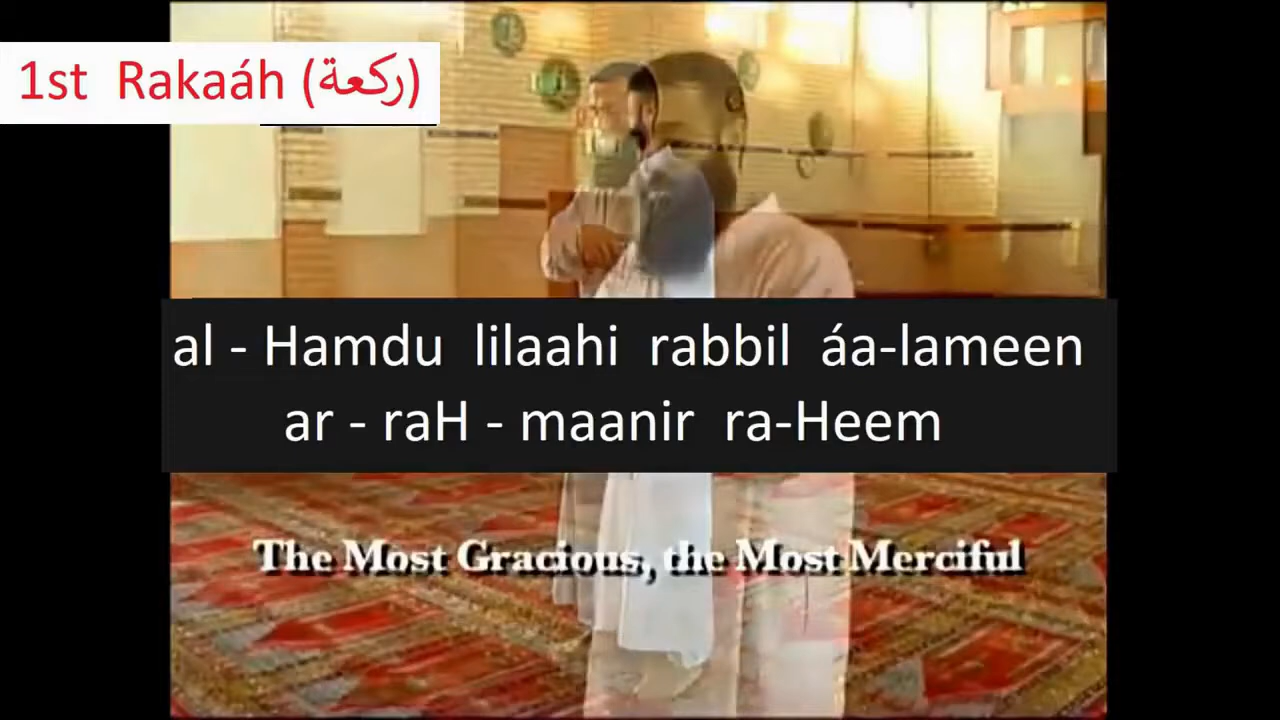 1st Rakaáh (ركعة)
al - Hamdu lilaahi rabbil áa-lameen
ar - raH - maanir ra-Heem
The Most Gracious, the Most Merciful